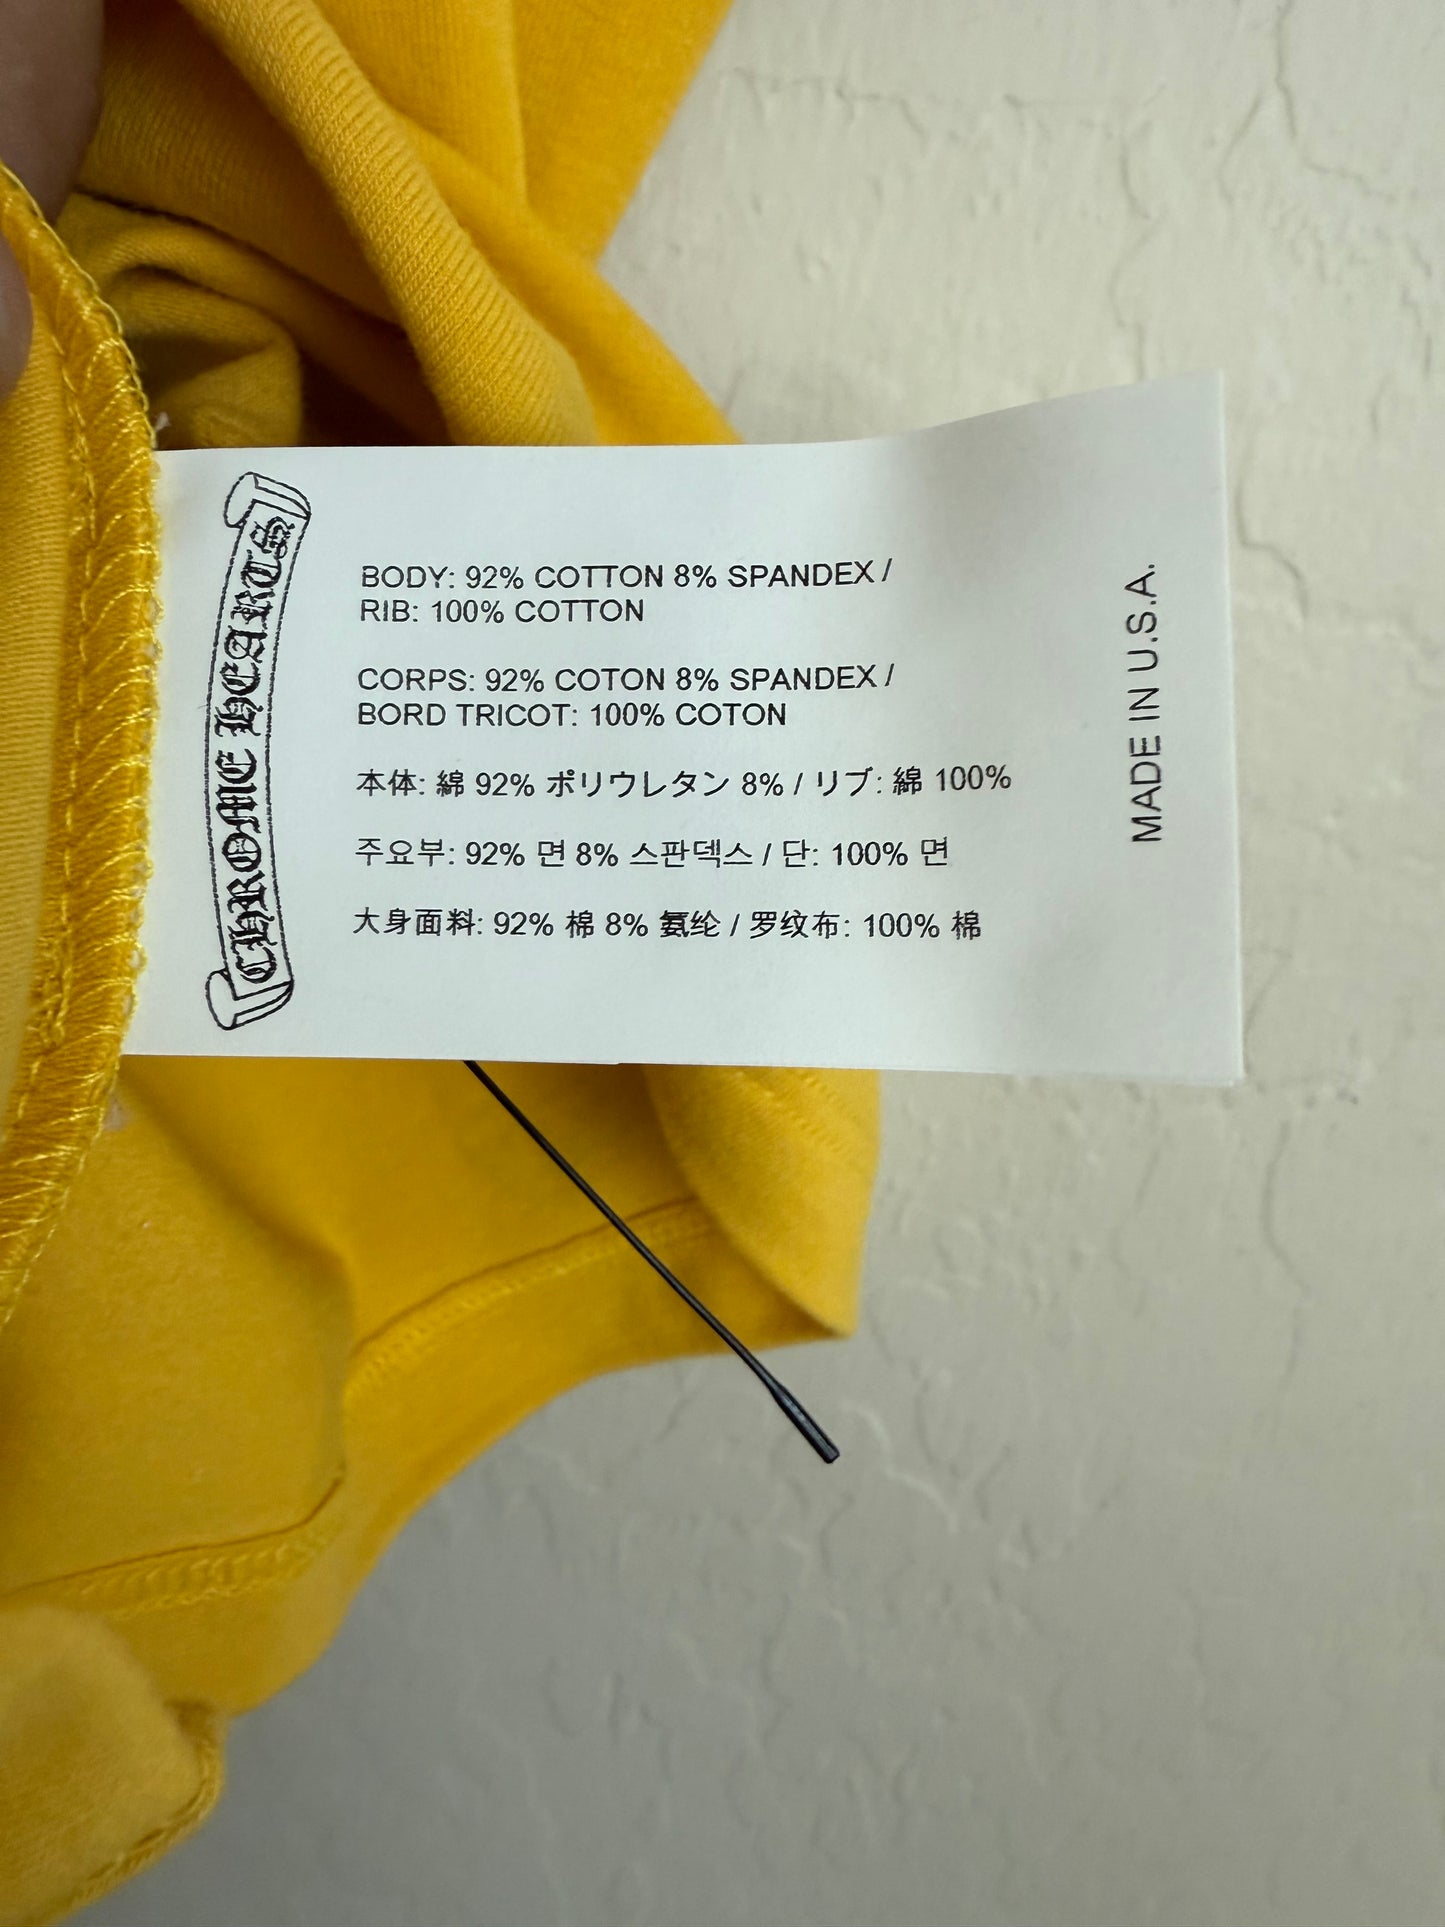 CHROME HEARTS
BODY: 92% COTTON 8% SPANDEX /
RIB: 100% COTTON
CORPS: 92% COTON 8% SPANDEX /
BORD TRICOT: 100% COTON
本体: 綿 92% ポリウレタン 8% / リブ: 綿 100%
주요부: 92% 면 8% 스판덱스 / 단: 100% 면
大身面料: 92% 棉 8% 氨纶 / 罗纹布: 100% 棉
MADE IN U.S.A.